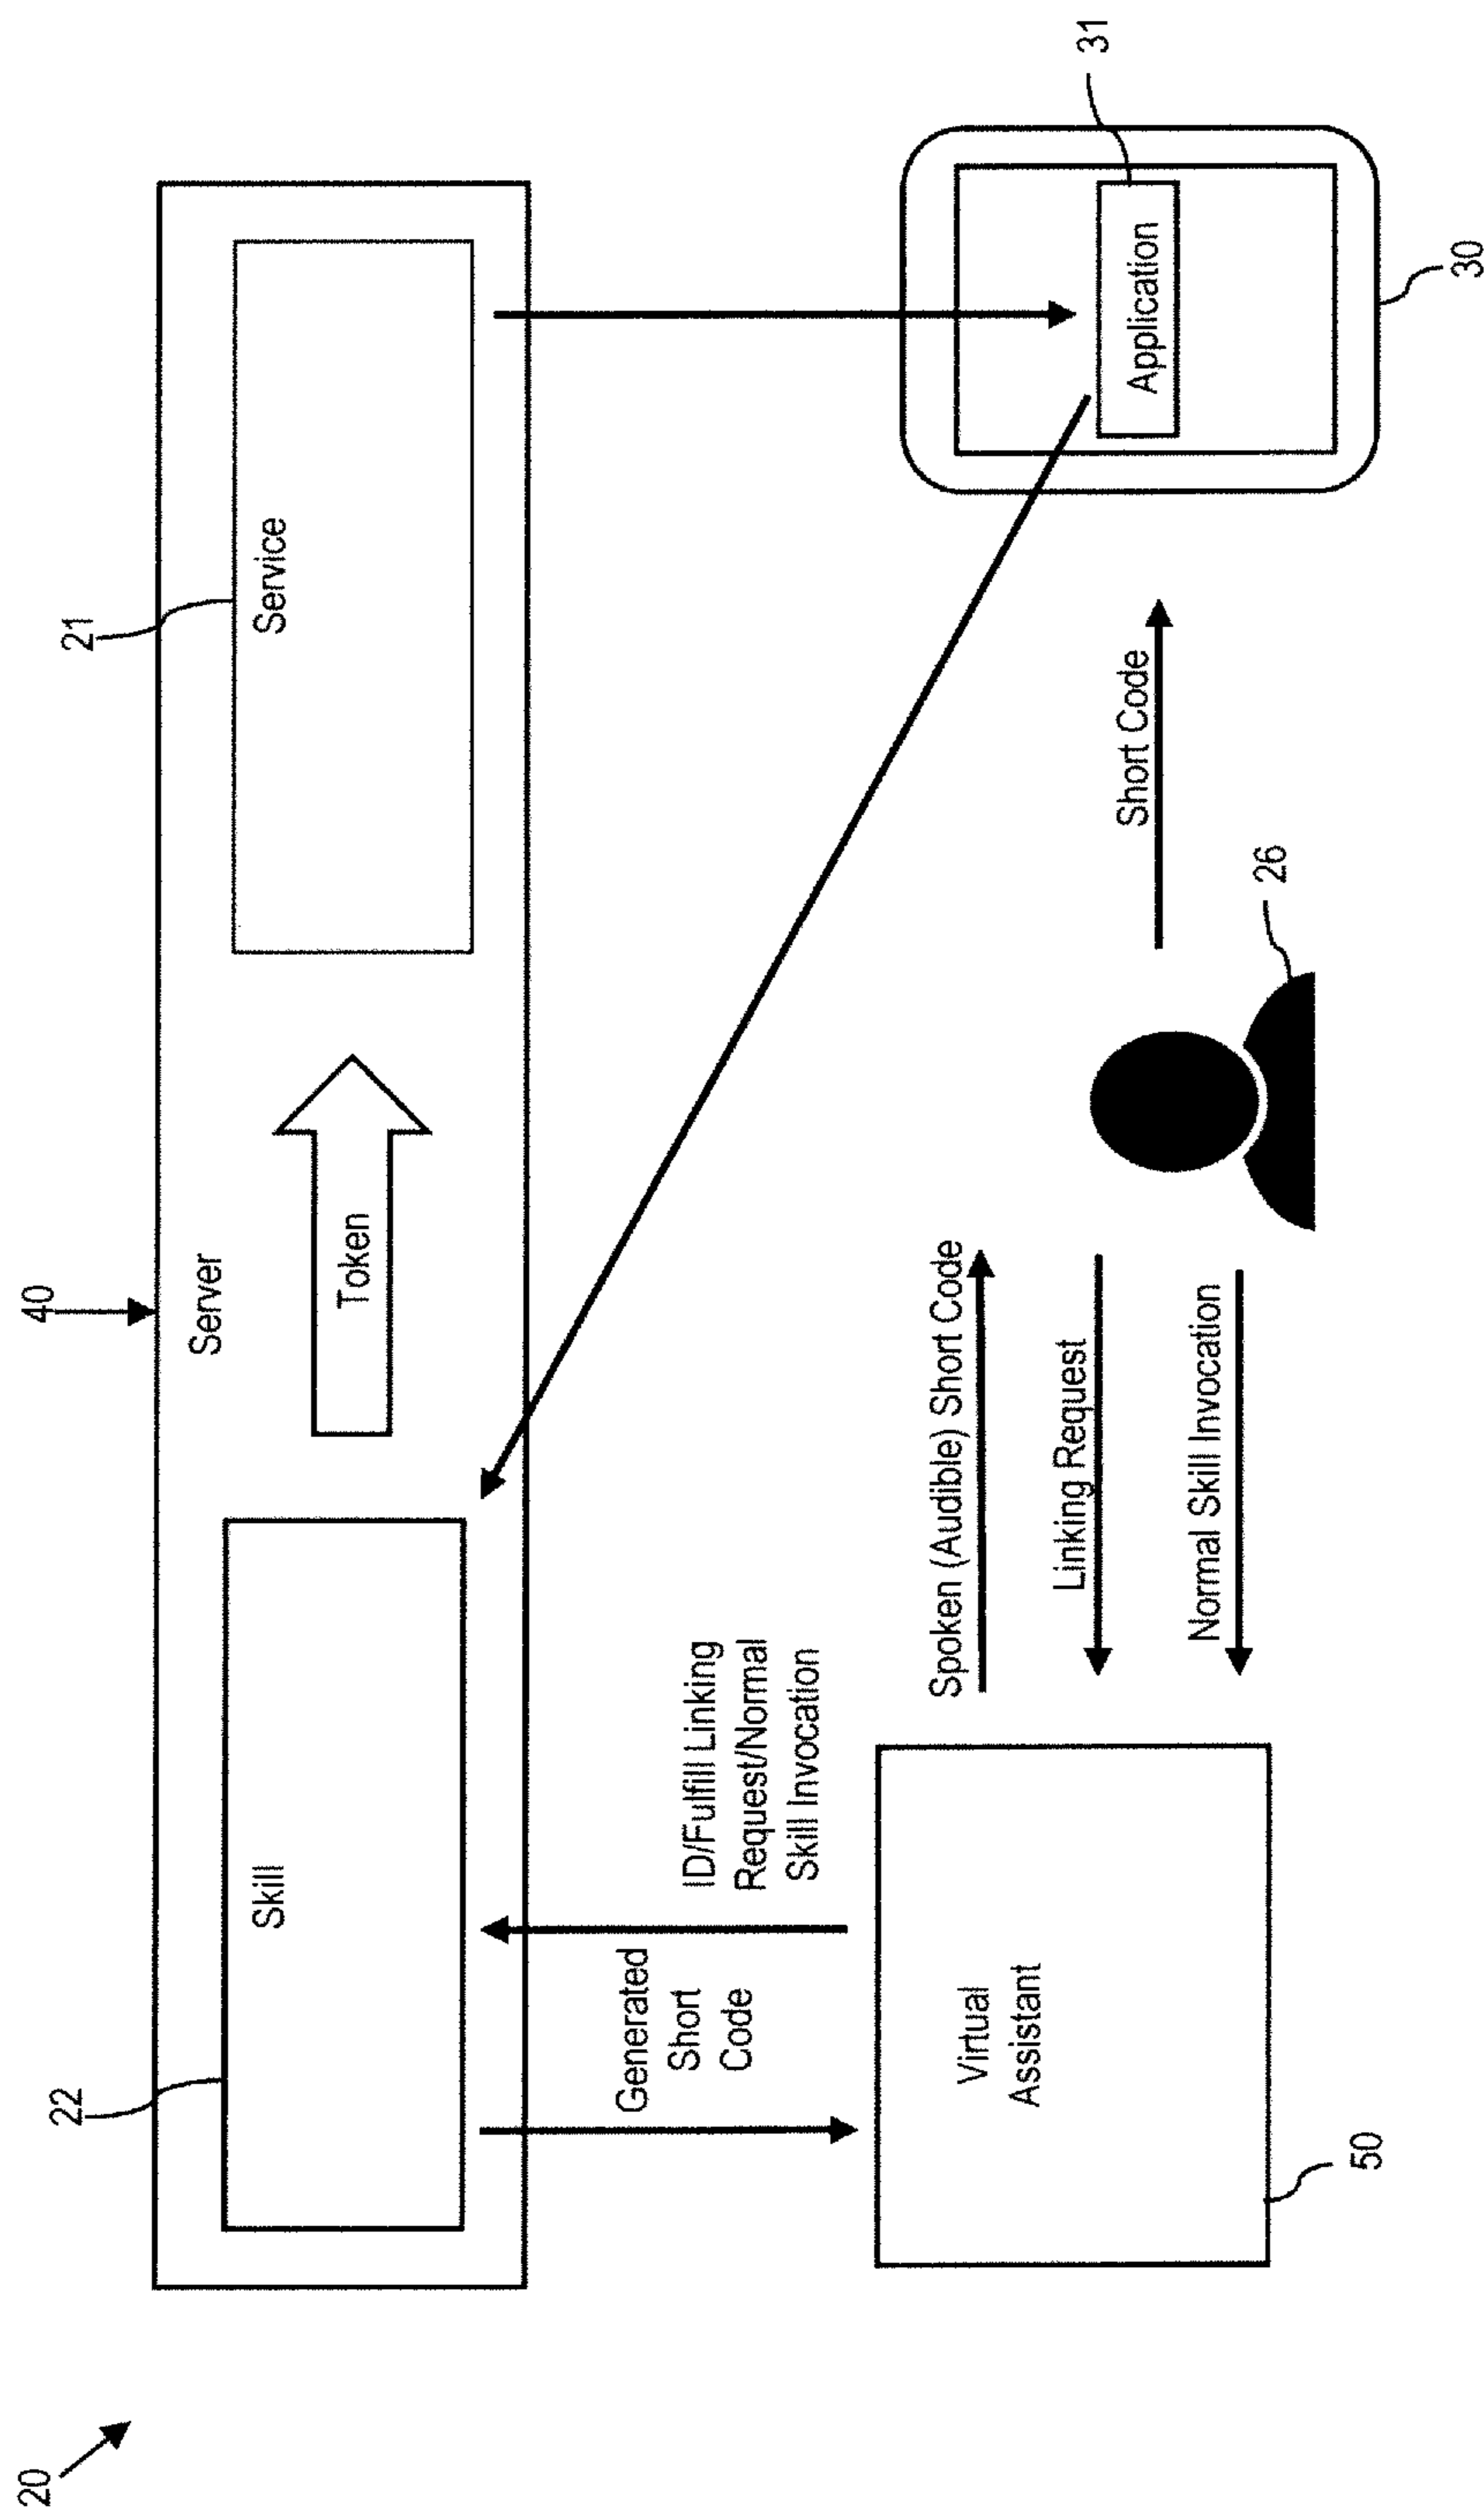 20
40
Server
22
Skill
Token
21
Service
Generated
Short
Code
ID/Fulfill Linking
Request/Normal
Skill Invocation
Virtual
Assistant
50
Spoken (Audible) Short Code
Linking Request
Normal Skill Invocation
26
Short Code
Application
31
30